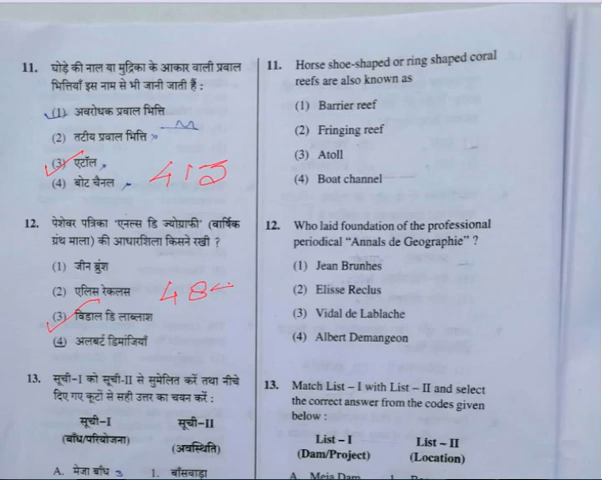 11. घोड़े की नाल या मुद्रिका के आकार वाली प्रवाल
भित्तियाँ इस नाम से भी जानी जाती हैं :
(1) अवरोधक प्रवाल भित्ति
(2) तटीय प्रवाल भित्ति
(3) एटॉल
(4) बोट चैनल
413
12. पेशेवर पत्रिका 'एनल्स डि ज्योग्राफी' (वार्षिक
ग्रंथ माला) की आधारशिला किसने रखी ?
(1) जीन ब्रुंश
(2) एलिस रेकलस
(3) विडाल डि लाब्लाश
(4) अलबर्ट डिमांजियाँ
48
13. सूची-I को सूची-II से सुमेलित करें तथा नीचे
दिए गए कूटों से सही उत्तर का चयन करें :
सूची-I सूची-II
(बाँध/परियोजना) (अवस्थिति)
A. मेजा बाँध 3 1. बाँसवाड़ा
11. Horse shoe-shaped or ring shaped coral
reefs are also known as
(1) Barrier reef
(2) Fringing reef
(3) Atoll
(4) Boat channel
12. Who laid foundation of the professional
periodical “Annals de Geographie” ?
(1) Jean Brunhes
(2) Elisse Reclus
(3) Vidal de Lablache
(4) Albert Demangeon
13. Match List – I with List – II and select
the correct answer from the codes given
below :
List – I List – II
(Dam/Project) (Location)
A. Meja Dam 1.